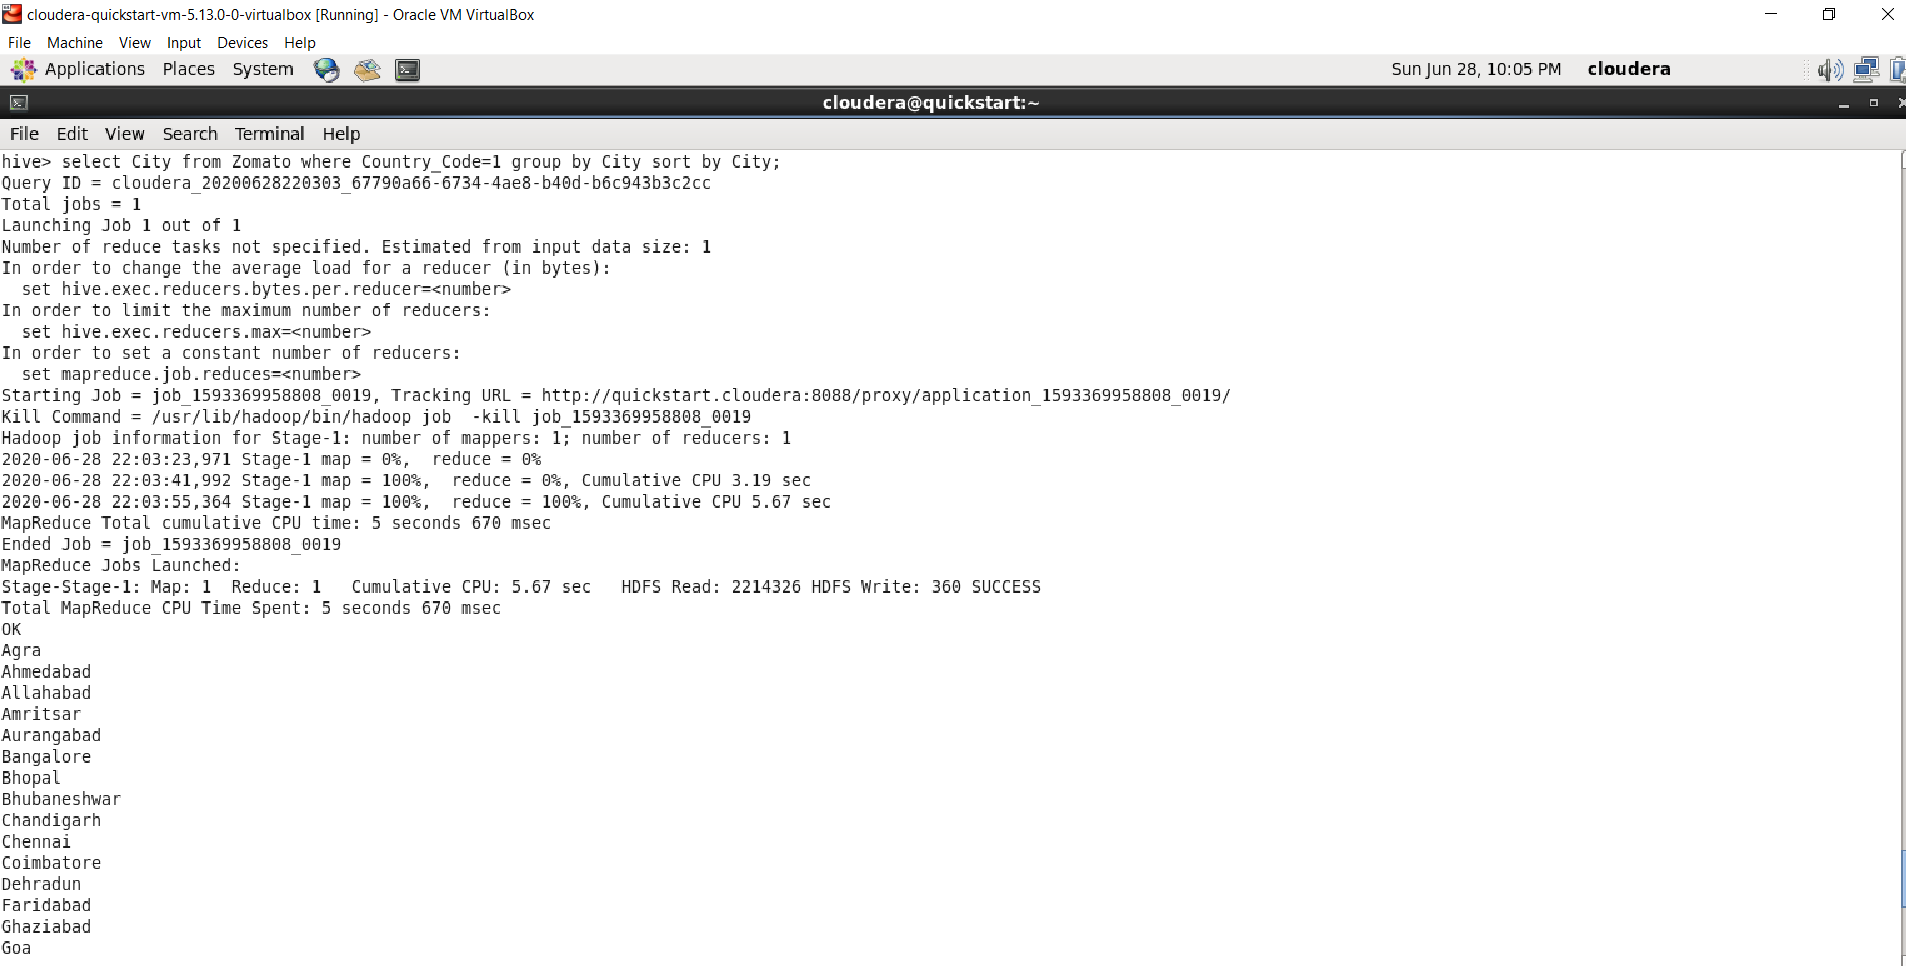 cloudera-quickstart-vm-5.13.0-0-virtualbox [Running] - Oracle VM VirtualBox
File Machine View Input Devices Help
Applications Places System Sun Jun 28, 10:05 PM cloudera
cloudera@quickstart:~
File Edit View Search Terminal Help
hive> select City from Zomato where Country_Code=1 group by City sort by City;
Query ID = cloudera_20200628220303_67790a66-6734-4ae8-b40d-b6c943b3c2cc
Total jobs = 1
Launching Job 1 out of 1
Number of reduce tasks not specified. Estimated from input data size: 1
In order to change the average load for a reducer (in bytes):
  set hive.exec.reducers.bytes.per.reducer=<number>
In order to limit the maximum number of reducers:
  set hive.exec.reducers.max=<number>
In order to set a constant number of reducers:
  set mapreduce.job.reduces=<number>
Starting Job = job_1593369958808_0019, Tracking URL = http://quickstart.cloudera:8088/proxy/application_1593369958808_0019/
Kill Command = /usr/lib/hadoop/bin/hadoop job  -kill job_1593369958808_0019
Hadoop job information for Stage-1: number of mappers: 1; number of reducers: 1
2020-06-28 22:03:23,971 Stage-1 map = 0%,  reduce = 0%
2020-06-28 22:03:41,992 Stage-1 map = 100%,  reduce = 0%, Cumulative CPU 3.19 sec
2020-06-28 22:03:55,364 Stage-1 map = 100%,  reduce = 100%, Cumulative CPU 5.67 sec
MapReduce Total cumulative CPU time: 5 seconds 670 msec
Ended Job = job_1593369958808_0019
MapReduce Jobs Launched:
Stage-Stage-1: Map: 1  Reduce: 1   Cumulative CPU: 5.67 sec   HDFS Read: 2214326 HDFS Write: 360 SUCCESS
Total MapReduce CPU Time Spent: 5 seconds 670 msec
OK
Agra
Ahmedabad
Allahabad
Amritsar
Aurangabad
Bangalore
Bhopal
Bhubaneshwar
Chandigarh
Chennai
Coimbatore
Dehradun
Faridabad
Ghaziabad
Goa